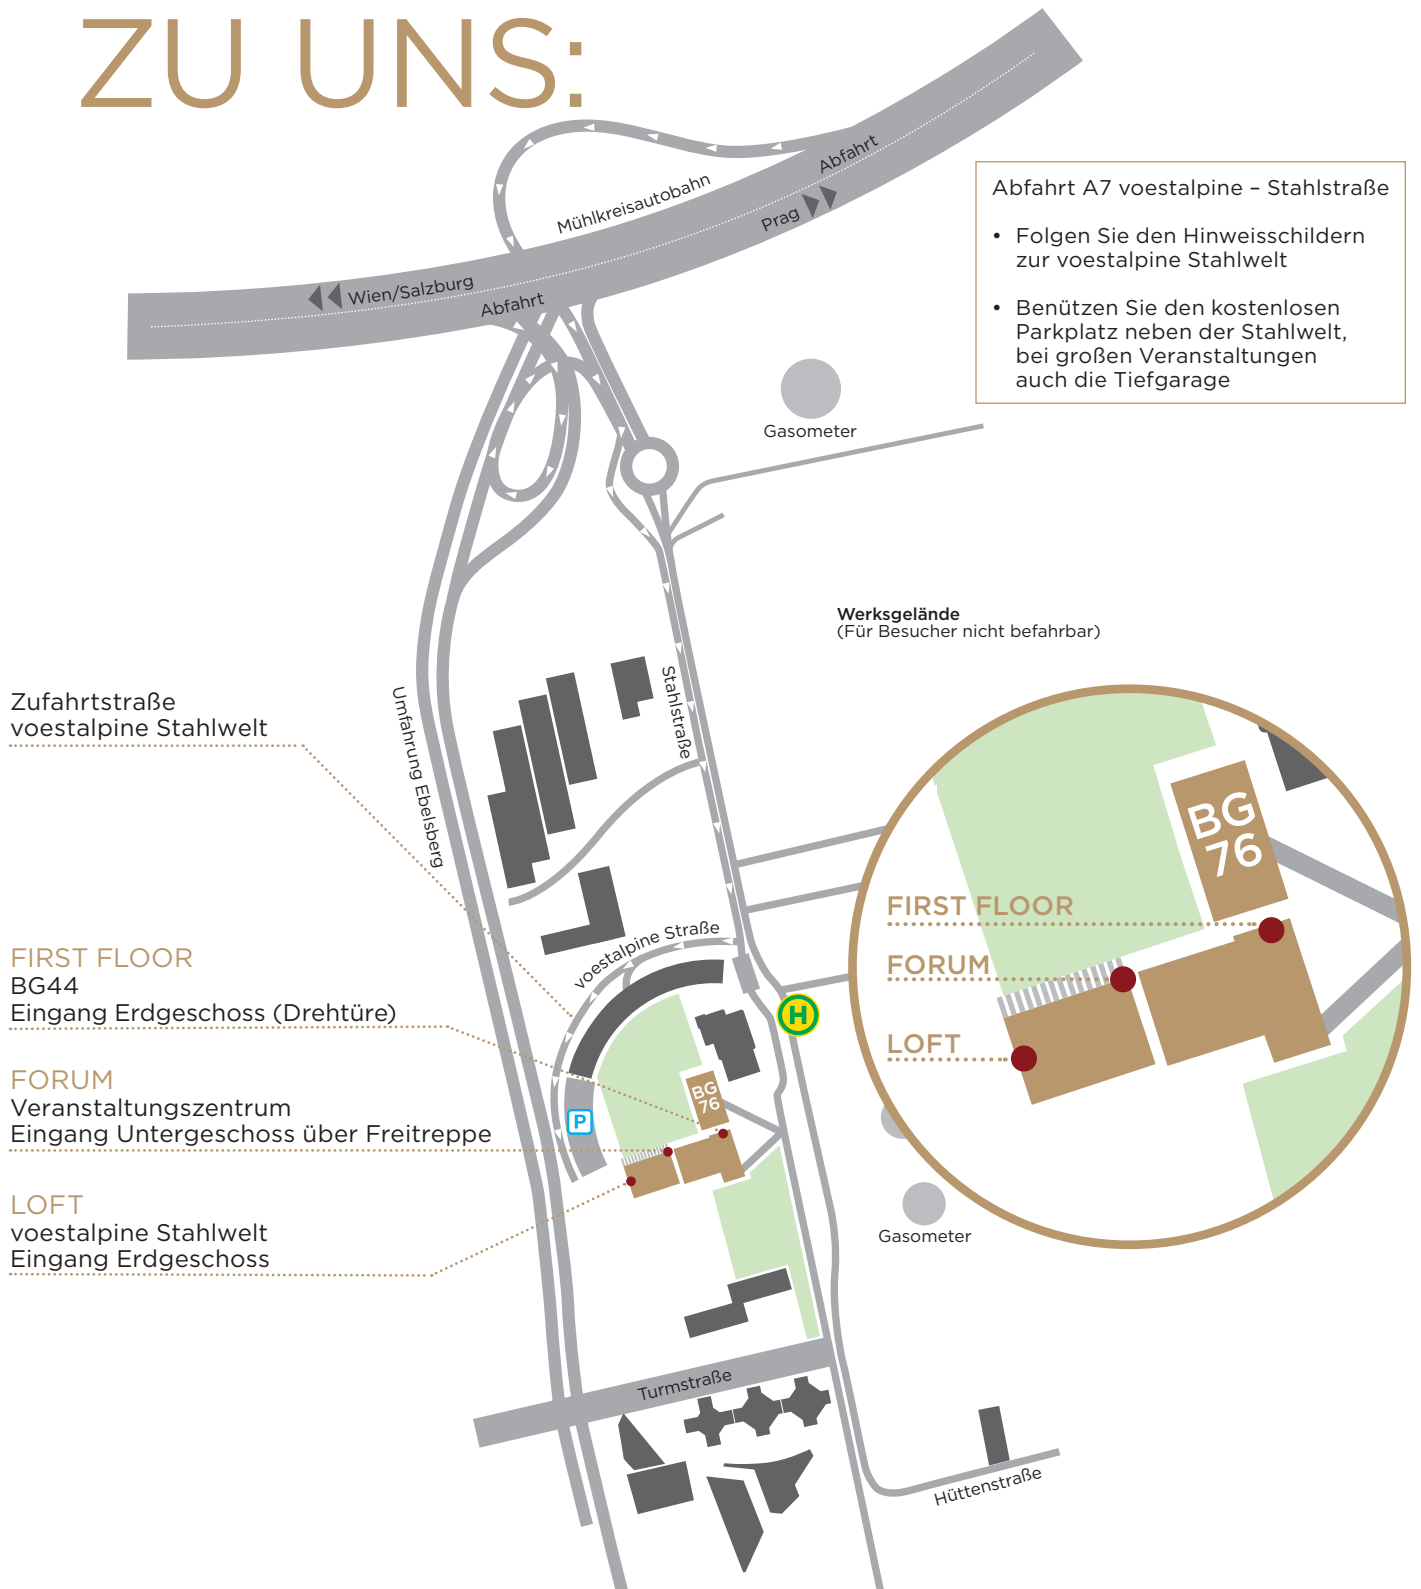 ZU UNS:
Abfahrt
Mühlkreisautobahn
Prag
Wien/Salzburg
Abfahrt
Abfahrt A7 voestalpine – Stahlstraße
• Folgen Sie den Hinweisschildern
zur voestalpine Stahlwelt
• Benützen Sie den kostenlosen
Parkplatz neben der Stahlwelt,
bei großen Veranstaltungen
auch die Tiefgarage
Gasometer
Werksgelände
(Für Besucher nicht befahrbar)
Stahlstraße
Umfahrung Ebelsberg
Zufahrtstraße
voestalpine Stahlwelt
voestalpine Straße
FIRST FLOOR
BG44
Eingang Erdgeschoss (Drehtüre)
FORUM
Veranstaltungszentrum
Eingang Untergeschoss über Freitreppe
LOFT
voestalpine Stahlwelt
Eingang Erdgeschoss
H
P
BG
76
BG
76
FIRST FLOOR
FORUM
LOFT
Gasometer
Turmstraße
Hüttenstraße